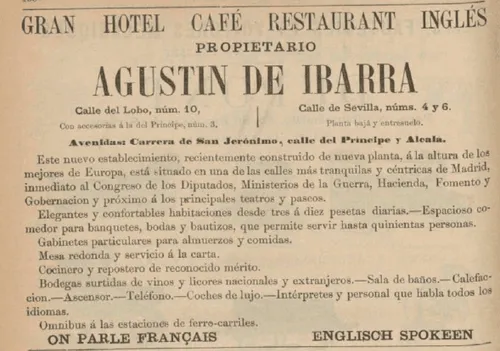 GRAN HOTEL CAFÉ RESTAURANT INGLÉS
PROPIETARIO
AGUSTIN DE IBARRA
Calle del Lobo, núm. 10,
Con accesorias á la del Príncipe, núm. 3,
Calle de Sevilla, núms. 4 y 6.
Planta bajá y entresuelo.
Avenidas: Carrera de San Jerónimo, calle del Príncipe y Alcala.
Este nuevo establecimiento, recientemente construido de nueva planta, á la altura de los
mejores de Europa, está situado en una de las calles más tranquilas y céntricas de Madrid,
inmediato al Congreso de los Diputados, Ministerios de la Guerra, Hacienda, Fomento y
Gobernacion y próximo á los principales teatros y paseos.
Elegantes y confortables habitaciones desde tres á diez pesetas diarias.—Espacioso co-
medor para banquetes, bodas y bautizos, que permite servir hasta quinientas personas.
Gabinetes particulares para almuerzos y comidas.
Mesa redonda y servicio á la carta.
Cocinero y repostero de reconocido mérito.
Bodegas surtidas de vinos y licores nacionales y extranjeros.—Sala de baños.—Calefac-
cion.—Ascensor.—Teléfono.—Coches de lujo.—Intérpretes y personal que habla todos los
idiomas.
Omnibus á las estaciones de ferro-carriles.
ON PARLE FRANÇAIS ENGLISCH SPOKEEN